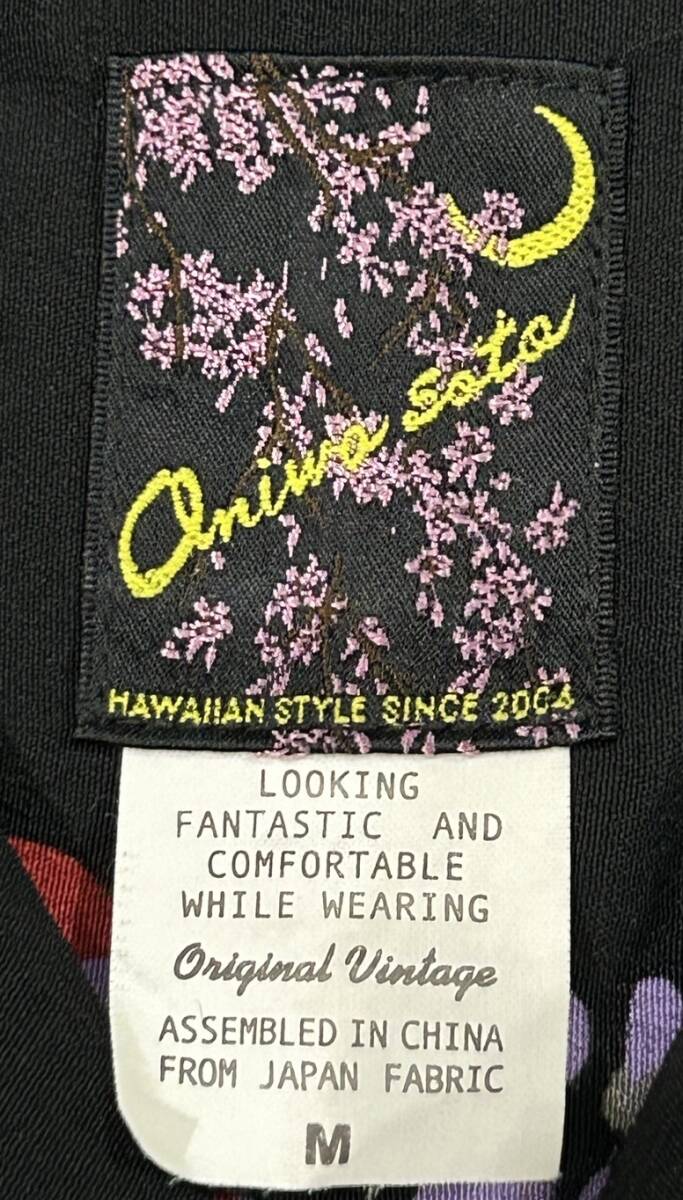 Oniwa Sato
HAWAIIAN STYLE SINCE 2004
LOOKING
FANTASTIC AND
COMFORTABLE
WHILE WEARING
Original Vintage
ASSEMBLED IN CHINA
FROM JAPAN FABRIC
M